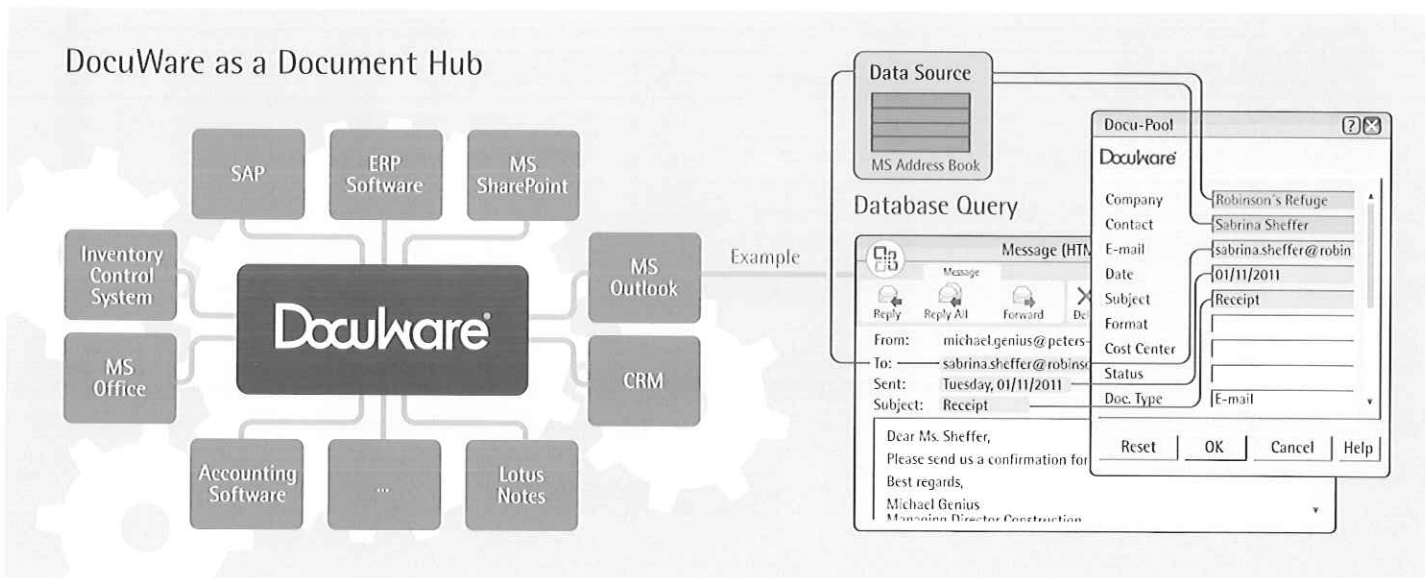 DocuWare as a Document Hub
SAP
ERP
Software
MS
SharePoint
Inventory
Control
System
MS
Office
DocuWare
MS
Outlook
CRM
Accounting
Software
...
Lotus
Notes
Example
Data Source
MS Address Book
Database Query
Message (HTM
Message
Reply
Reply All
Forward
Del
From: michael.genius@peters
To: sabrina.sheffer@robinso
Sent: Tuesday, 01/11/2011
Subject: Receipt
Dear Ms. Sheffer,
Please send us a confirmation for
Best regards,
Michael Genius
Managing Director Construction
Docu-Pool
?
DocuWare
Company Robinson´s Refuge
Contact Sabrina Sheffer
E-mail sabrina.sheffer@robin
Date 01/11/2011
Subject Receipt
Format
Cost Center
Status
Doc. Type E-mail
Reset OK Cancel Help